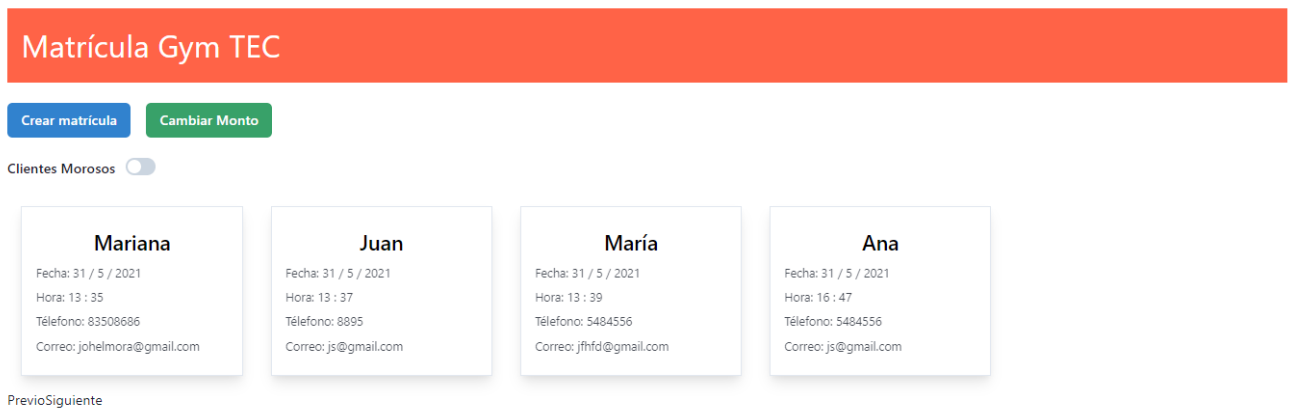 Matrícula Gym TEC
Crear matrícula
Cambiar Monto
Clientes Morosos
Mariana
Fecha: 31 / 5 / 2021
Hora: 13 : 35
Télefono: 83508686
Correo: johelmora@gmail.com
Juan
Fecha: 31 / 5 / 2021
Hora: 13 : 37
Télefono: 8895
Correo: js@gmail.com
María
Fecha: 31 / 5 / 2021
Hora: 13 : 39
Télefono: 5484556
Correo: jfhfd@gmail.com
Ana
Fecha: 31 / 5 / 2021
Hora: 16 : 47
Télefono: 5484556
Correo: js@gmail.com
PrevioSiguiente